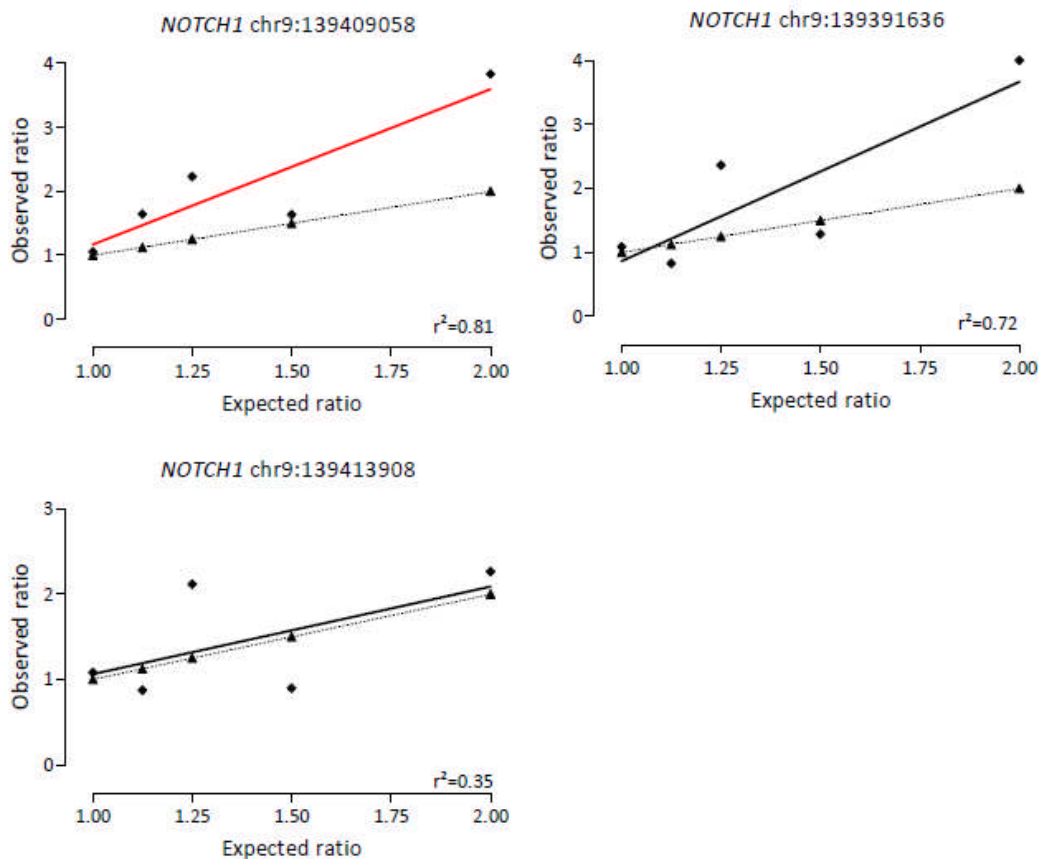 NOTCH1 chr9:139409058
4
3
2
1
0
Observed ratio
r²=0.81
1.00 1.25 1.50 1.75 2.00
Expected ratio
NOTCH1 chr9:139391636
4
3
2
1
0
Observed ratio
r²=0.72
1.00 1.25 1.50 1.75 2.00
Expected ratio
NOTCH1 chr9:139413908
3
2
1
0
Observed ratio
r²=0.35
1.00 1.25 1.50 1.75 2.00
Expected ratio